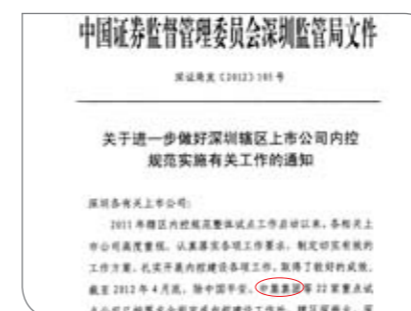 中国证券监督管理委员会深圳监管局文件
深证局发〔2012〕105号
关于进一步做好深圳辖区上市公司内控
规范实施有关工作的通知
深圳各有关上市公司：
2011年辖区内控规范整体试点工作启动以来，各相关上
市公司高度重视，认真落实各项工作要求，制定切实有效的
工作方案，扎实开展内控建设各项工作，取得了较好的成效。
截至2012年4月底，除中国平安、中集集团等22家重点试